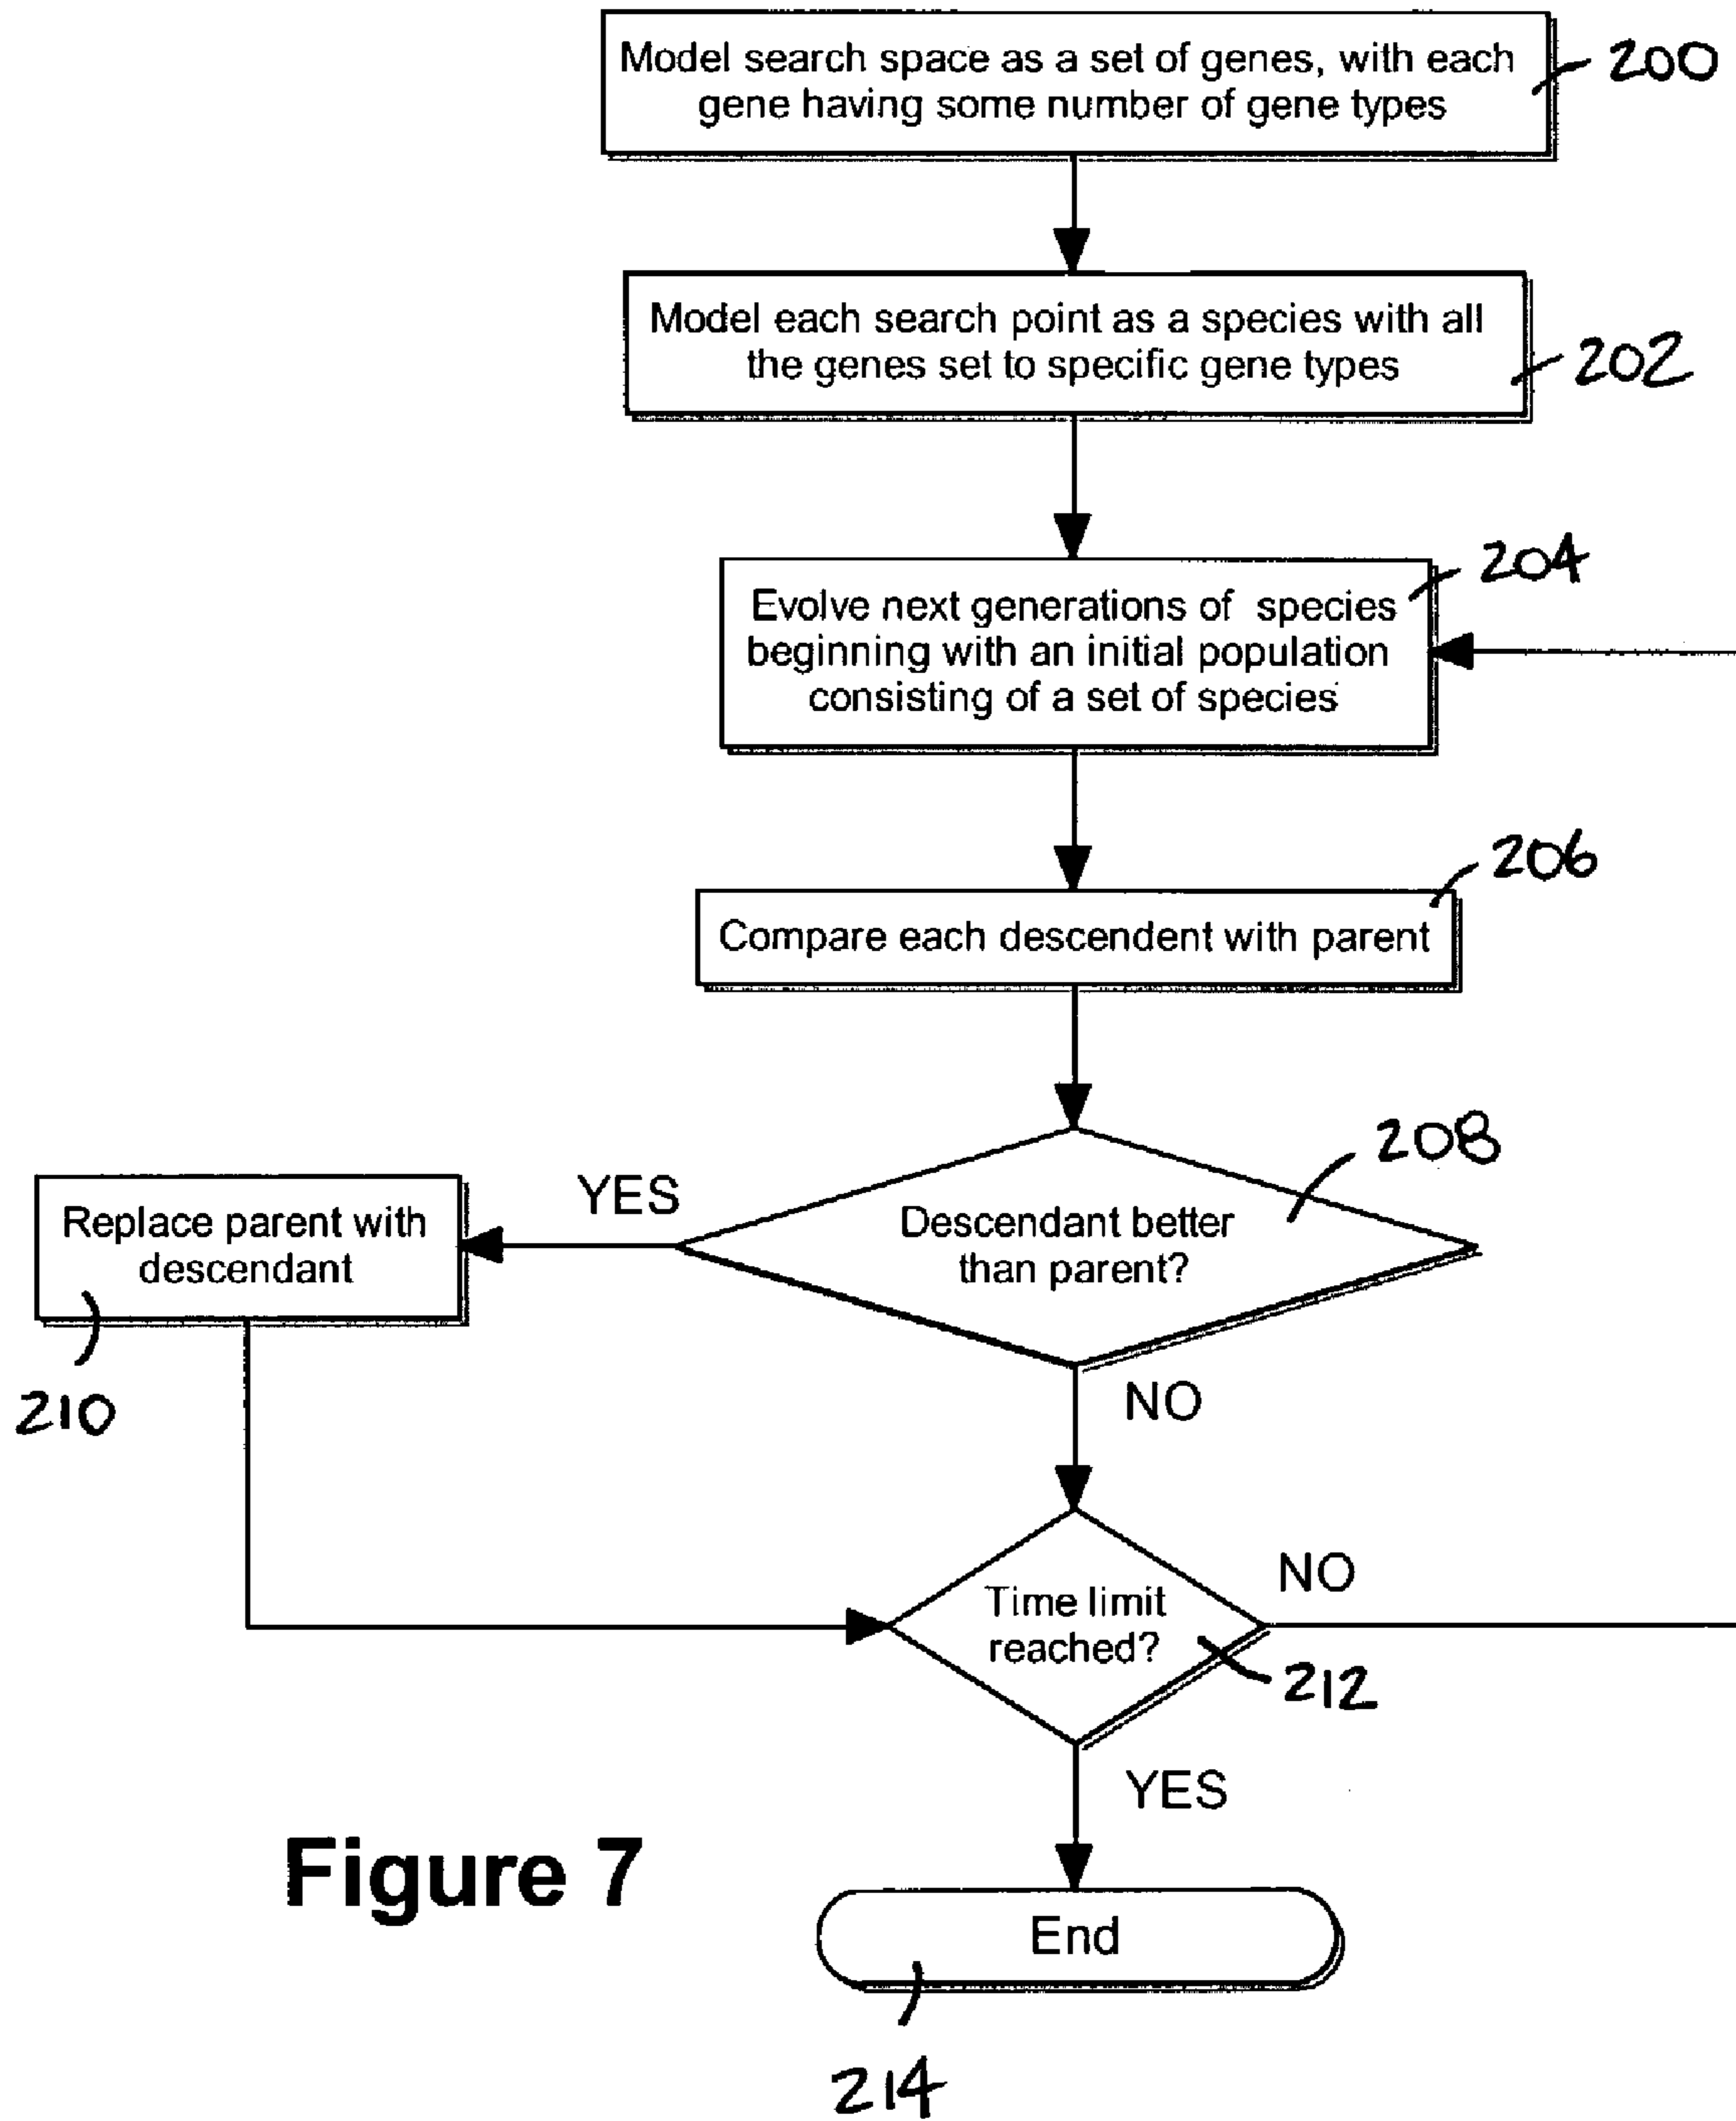 Model search space as a set of genes, with each
gene having some number of gene types
200
Model each search point as a species with all
the genes set to specific gene types
202
204
Evolve next generations of species
beginning with an initial population
consisting of a set of species
206
Compare each descendent with parent
208
YES
Replace parent with
descendant
Descendant better
than parent?
210
NO
NO
Time limit
reached?
212
YES
Figure 7
End
214